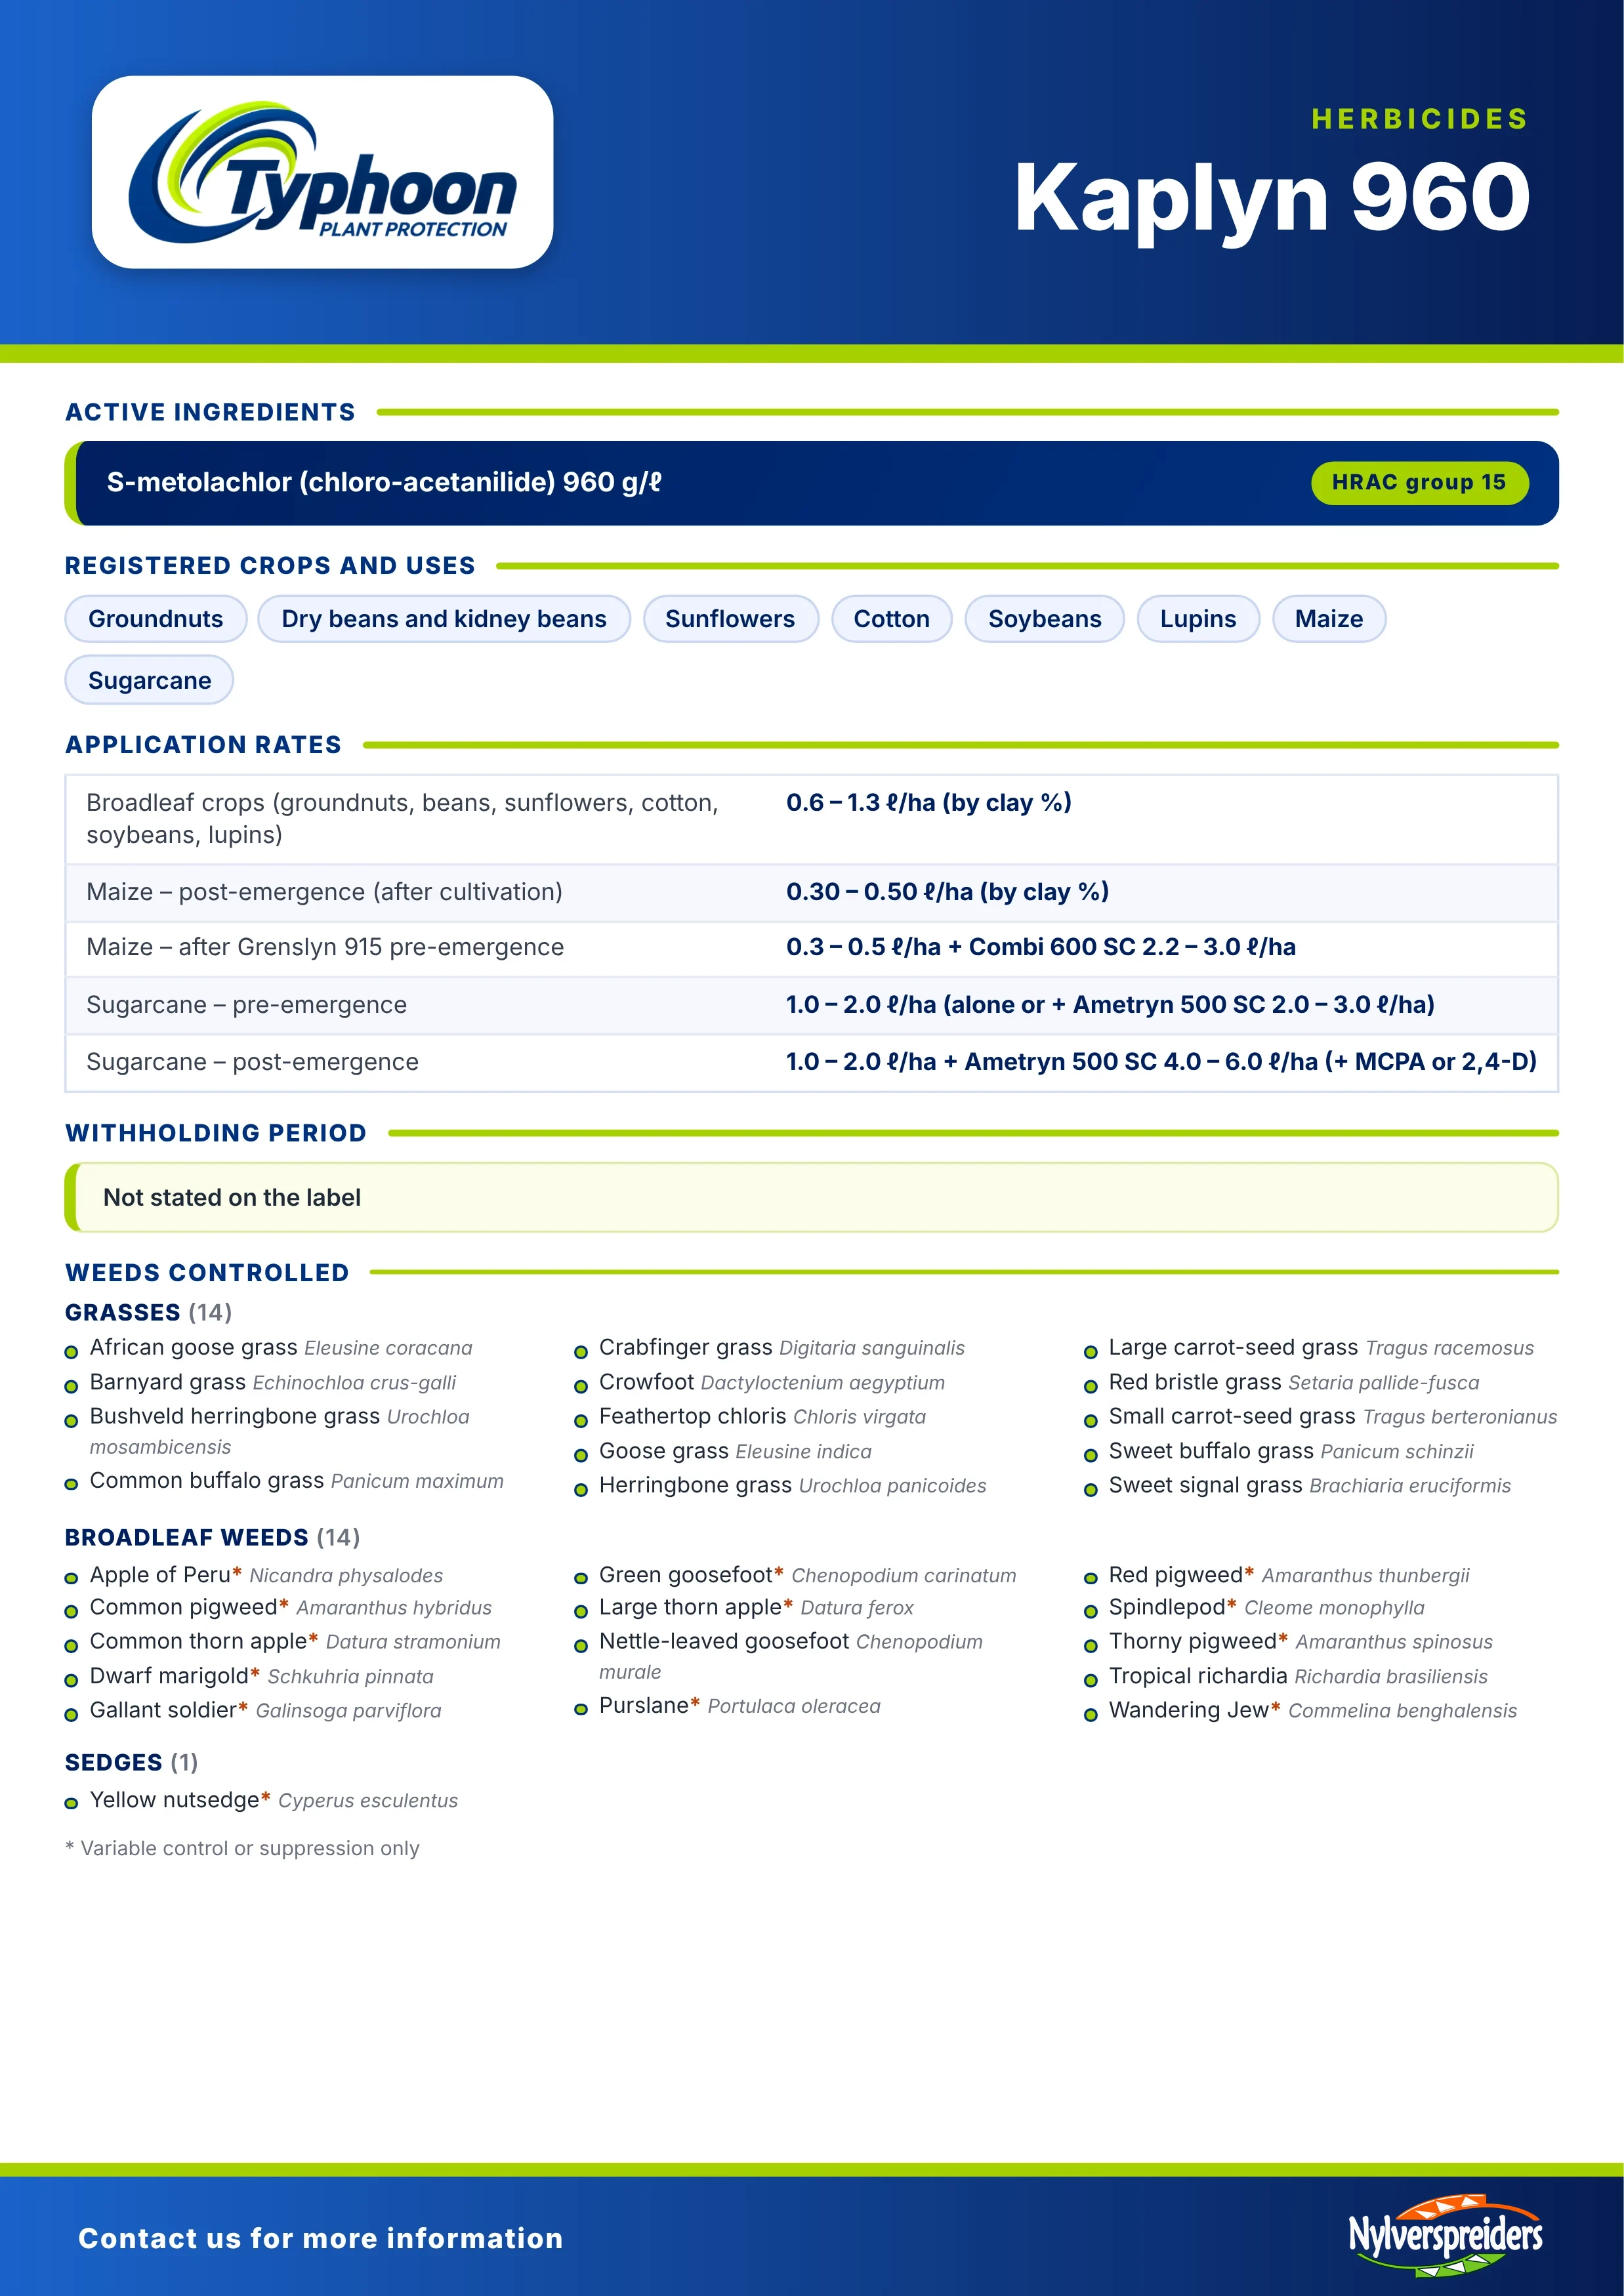 Typhoon
PLANT PROTECTION
HERBICIDES
Kaplyn 960
ACTIVE INGREDIENTS
S-metolachlor (chloro-acetanilide) 960 g/ℓ
HRAC group 15
REGISTERED CROPS AND USES
Groundnuts Dry beans and kidney beans Sunflowers Cotton Soybeans Lupins Maize
Sugarcane
APPLICATION RATES
Broadleaf crops (groundnuts, beans, sunflowers, cotton, 0.6 – 1.3 ℓ/ha (by clay %)
soybeans, lupins)
Maize – post-emergence (after cultivation) 0.30 – 0.50 ℓ/ha (by clay %)
Maize – after Grenslyn 915 pre-emergence 0.3 – 0.5 ℓ/ha + Combi 600 SC 2.2 – 3.0 ℓ/ha
Sugarcane – pre-emergence 1.0 – 2.0 ℓ/ha (alone or + Ametryn 500 SC 2.0 – 3.0 ℓ/ha)
Sugarcane – post-emergence 1.0 – 2.0 ℓ/ha + Ametryn 500 SC 4.0 – 6.0 ℓ/ha (+ MCPA or 2,4-D)
WITHHOLDING PERIOD
Not stated on the label
WEEDS CONTROLLED
GRASSES (14)
African goose grass Eleusine coracana
Barnyard grass Echinochloa crus-galli
Bushveld herringbone grass Urochloa
mosambicensis
Common buffalo grass Panicum maximum
Crabfinger grass Digitaria sanguinalis
Crowfoot Dactyloctenium aegyptium
Feathertop chloris Chloris virgata
Goose grass Eleusine indica
Herringbone grass Urochloa panicoides
Large carrot-seed grass Tragus racemosus
Red bristle grass Setaria pallide-fusca
Small carrot-seed grass Tragus berteronianus
Sweet buffalo grass Panicum schinzii
Sweet signal grass Brachiaria eruciformis
BROADLEAF WEEDS (14)
Apple of Peru* Nicandra physalodes
Common pigweed* Amaranthus hybridus
Common thorn apple* Datura stramonium
Dwarf marigold* Schkuhria pinnata
Gallant soldier* Galinsoga parviflora
Green goosefoot* Chenopodium carinatum
Large thorn apple* Datura ferox
Nettle-leaved goosefoot Chenopodium
murale
Purslane* Portulaca oleracea
Red pigweed* Amaranthus thunbergii
Spindlepod* Cleome monophylla
Thorny pigweed* Amaranthus spinosus
Tropical richardia Richardia brasiliensis
Wandering Jew* Commelina benghalensis
SEDGES (1)
Yellow nutsedge* Cyperus esculentus
* Variable control or suppression only
Contact us for more information
Nylverspreiders